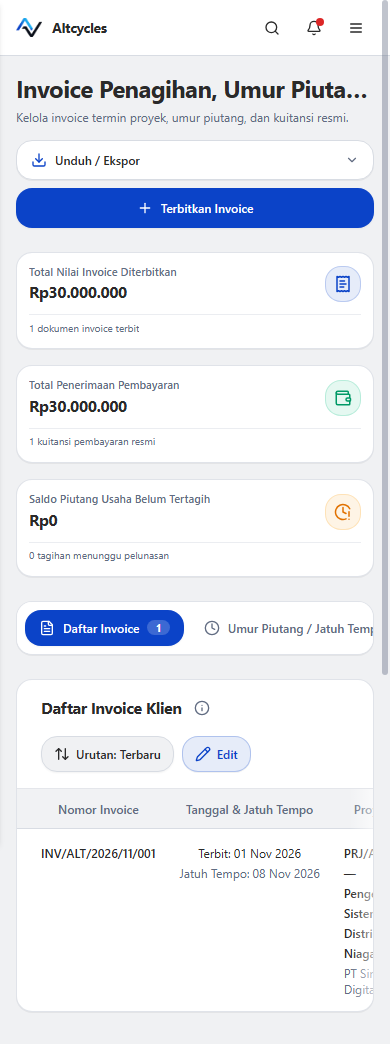 Altcycles
Invoice Penagihan, Umur Piuta...
Kelola invoice termin proyek, umur piutang, dan kuitansi resmi.
Unduh / Ekspor
Terbitkan Invoice
Total Nilai Invoice Diterbitkan
Rp30.000.000
1 dokumen invoice terbit
Total Penerimaan Pembayaran
Rp30.000.000
1 kuitansi pembayaran resmi
Saldo Piutang Usaha Belum Tertagih
Rp0
0 tagihan menunggu pelunasan
Daftar Invoice 1 Umur Piutang / Jatuh Temp
Daftar Invoice Klien
Urutan: Terbaru Edit
Nomor Invoice Tanggal & Jatuh Tempo Pro
INV/ALT/2026/11/001 Terbit: 01 Nov 2026 PRJ/A
Jatuh Tempo: 08 Nov 2026 —
Penge
Sister
Distri
Niaga
PT Sin
Digita